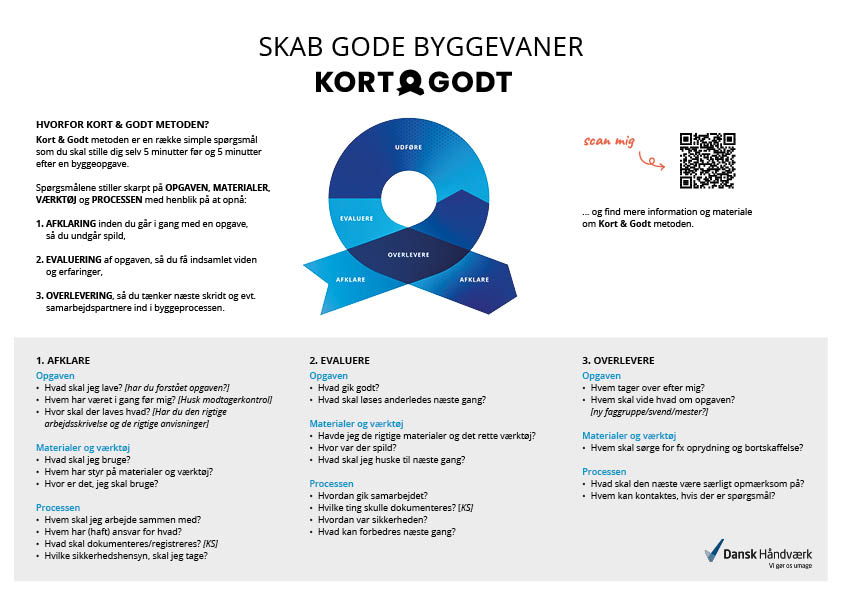 SKAB GODE BYGGEVANER
KORT & GODT
HVORFOR KORT & GODT METODEN?
Kort & Godt metoden er en række simple spørgsmål
som du skal stille dig selv 5 minutter før og 5 minutter
efter en byggeopgave.
Spørgsmålene stiller skarpt på OPGAVEN, MATERIALER,
VÆRKTØJ og PROCESSEN med henblik på at opnå:
1. AFKLARING inden du går i gang med en opgave,
så du undgår spild,
2. EVALUERING af opgaven, så du få indsamlet viden
og erfaringer,
3. OVERLEVERING, så du tænker næste skridt og evt.
samarbejdspartnere ind i byggeprocessen.
UDFØRE
EVALUERE
OVERLEVERE
AFKLARE
AFKLARE
scan mig
... og find mere information og materiale
om Kort & Godt metoden.
1. AFKLARE
Opgaven
• Hvad skal jeg lave? [har du forstået opgaven?]
• Hvem har været i gang før mig? [Husk modtagerkontrol]
• Hvor skal der laves hvad? [Har du den rigtige
arbejdsskrivelse og de rigtige anvisninger]
Materialer og værktøj
• Hvad skal jeg bruge?
• Hvem har styr på materialer og værktøj?
• Hvor er det, jeg skal bruge?
Processen
• Hvem skal jeg arbejde sammen med?
• Hvem har (haft) ansvar for hvad?
• Hvad skal dokumenteres/registreres? [KS]
• Hvilke sikkerhedshensyn, skal jeg tage?
2. EVALUERE
Opgaven
• Hvad gik godt?
• Hvad skal løses anderledes næste gang?
Materialer og værktøj
• Havde jeg de rigtige materialer og det rette værktøj?
• Hvor var der spild?
• Hvad skal jeg huske til næste gang?
Processen
• Hvordan gik samarbejdet?
• Hvilke ting skulle dokumenteres? [KS]
• Hvordan var sikkerheden?
• Hvad kan forbedres næste gang?
3. OVERLEVERE
Opgaven
• Hvem tager over efter mig?
• Hvem skal vide hvad om opgaven?
[ny faggruppe/svend/mester?]
Materialer og værktøj
• Hvem skal sørge for fx oprydning og bortskaffelse?
Processen
• Hvad skal den næste være særligt opmærksom på?
• Hvem kan kontaktes, hvis der er spørgsmål?
Dansk Håndværk
Vi gør os umage